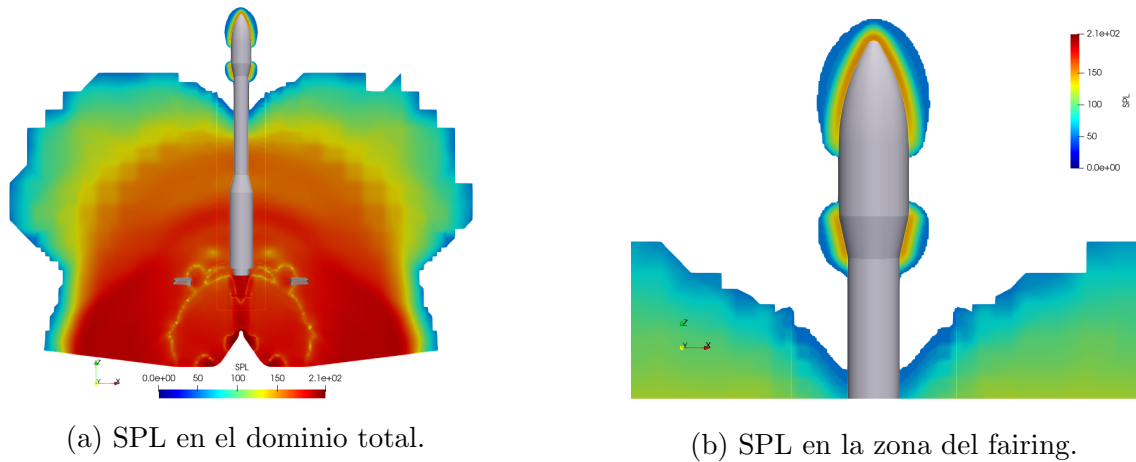 2.1e+02
150
100
50
0.0e+00
SPL
Z
Y
X
SPL
0.0e+00 50 100 150 2.1e+02
Z
Y
X
(a) SPL en el dominio total.
(b) SPL en la zona del fairing.